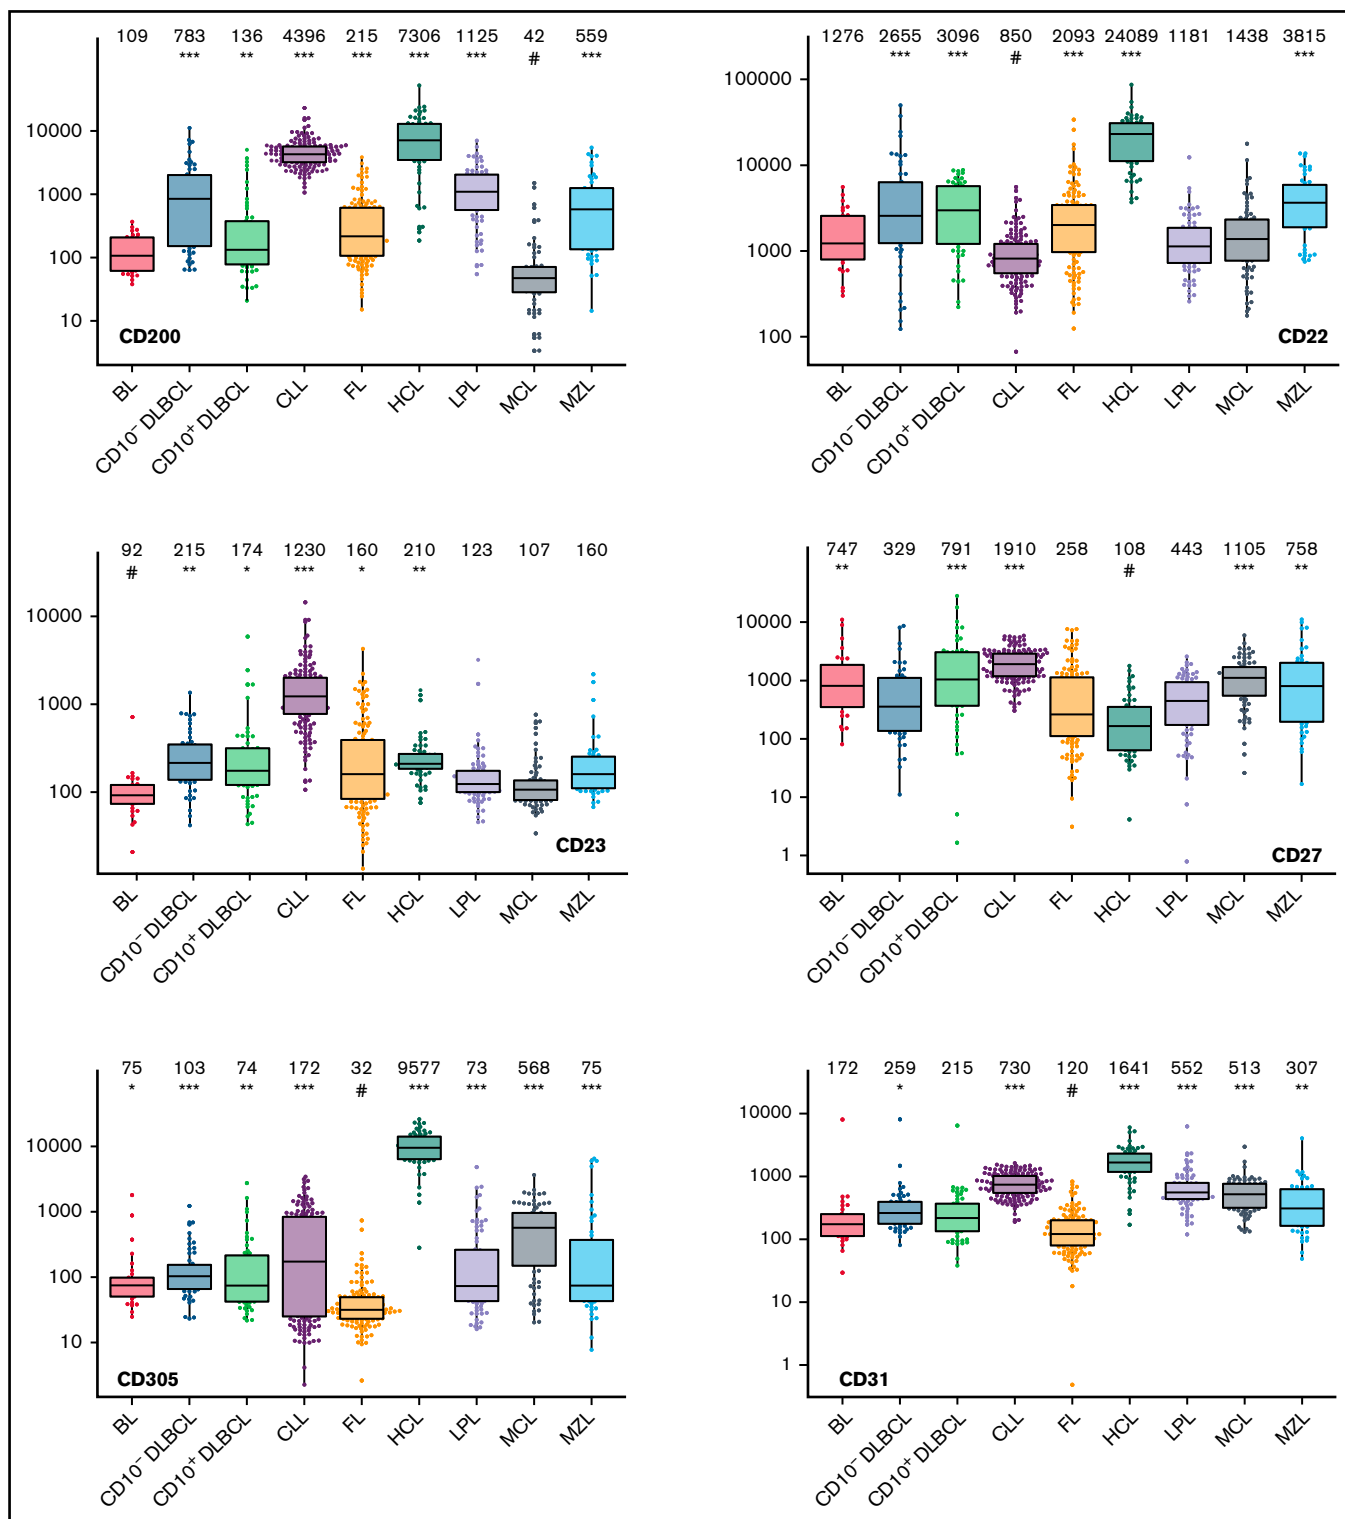 109 783 136 4396 215 7306 1125 42 559
*** ** *** *** *** *** # ***
10000
1000
100
10
CD200
BL CD10⁻ DLBCL CD10⁺ DLBCL CLL FL HCL LPL MCL MZL
1276 2655 3096 850 2093 24089 1181 1438 3815
*** *** # *** *** ***
100000
10000
1000
100
CD22
BL CD10⁻ DLBCL CD10⁺ DLBCL CLL FL HCL LPL MCL MZL
92 215 174 1230 160 210 123 107 160
# ** * *** * **
10000
1000
100
CD23
BL CD10⁻ DLBCL CD10⁺ DLBCL CLL FL HCL LPL MCL MZL
747 329 791 1910 258 108 443 1105 758
** *** *** # *** **
10000
1000
100
10
1
CD27
BL CD10⁻ DLBCL CD10⁺ DLBCL CLL FL HCL LPL MCL MZL
75 103 74 172 32 9577 73 568 75
* *** ** *** # *** *** *** ***
10000
1000
100
10
CD305
BL CD10⁻ DLBCL CD10⁺ DLBCL CLL FL HCL LPL MCL MZL
172 259 215 730 120 1641 552 513 307
* *** # *** *** *** **
10000
1000
100
10
1
CD31
BL CD10⁻ DLBCL CD10⁺ DLBCL CLL FL HCL LPL MCL MZL